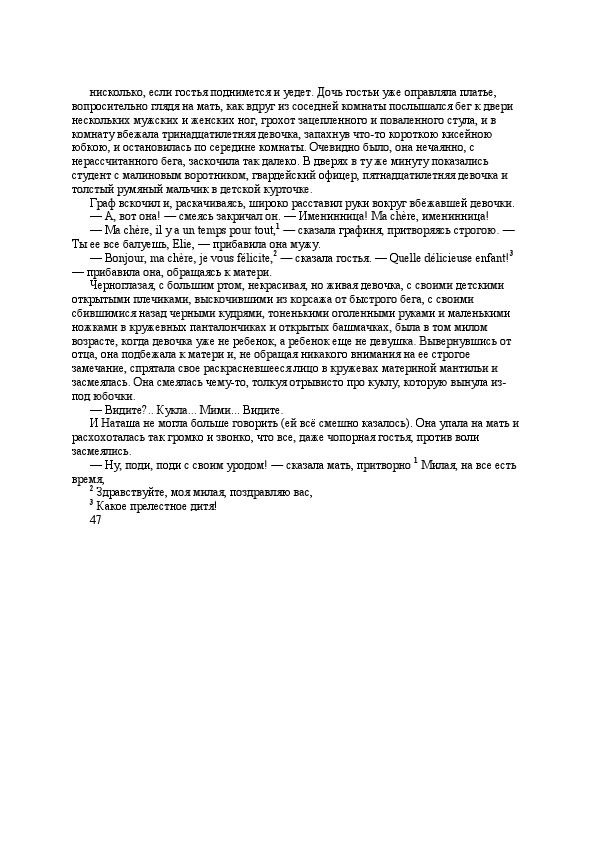 нисколько, если гостья поднимется и уедет. Дочь гостьи уже оправляла платье,
вопросительно глядя на мать, как вдруг из соседней комнаты послышался бег к двери
нескольких мужских и женских ног, грохот зацепленного и поваленного стула, и в
комнату вбежала тринадцатилетняя девочка, запахнув что-то короткою кисейною
юбкою, и остановилась по середине комнаты. Очевидно было, она нечаянно, с
нерассчитанного бега, заскочила так далеко. В дверях в ту же минуту показались
студент с малиновым воротником, гвардейский офицер, пятнадцатилетняя девочка и
толстый румяный мальчик в детской курточке.
Граф вскочил и, раскачиваясь, широко расставил руки вокруг вбежавшей девочки.
— А, вот она! — смеясь закричал он. — Именинница! Ma chère, именинница!
— Ma chère, il y a un temps pour tout,1 — сказала графиня, притворяясь строгою. —
Ты ее все балуешь, Elie, — прибавила она мужу.
— Bonjour, ma chère, je vous félicite,2 — сказала гостья. — Quelle délicieuse enfant!3
— прибавила она, обращаясь к матери.
Черноглазая, с большим ртом, некрасивая, но живая девочка, с своими детскими
открытыми плечиками, выскочившими из корсажа от быстрого бега, с своими
сбившимися назад черными кудрями, тоненькими оголенными руками и маленькими
ножками в кружевных панталончиках и открытых башмачках, была в том милом
возрасте, когда девочка уже не ребенок, а ребенок еще не девушка. Вывернувшись от
отца, она подбежала к матери и, не обращая никакого внимания на ее строгое
замечание, спрятала свое раскрасневшееся лицо в кружевах материной мантильи и
засмеялась. Она смеялась чему-то, толкуя отрывисто про куклу, которую вынула из-
под юбочки.
— Видите?.. Кукла... Мими... Видите.
И Наташа не могла больше говорить (ей всё смешно казалось). Она упала на мать и
расхохоталась так громко и звонко, что все, даже чопорная гостья, против воли
засмеялись.
— Ну, поди, поди с своим уродом! — сказала мать, притворно 1 Милая, на все есть
время,
2 Здравствуйте, моя милая, поздравляю вас,
3 Какое прелестное дитя!
47